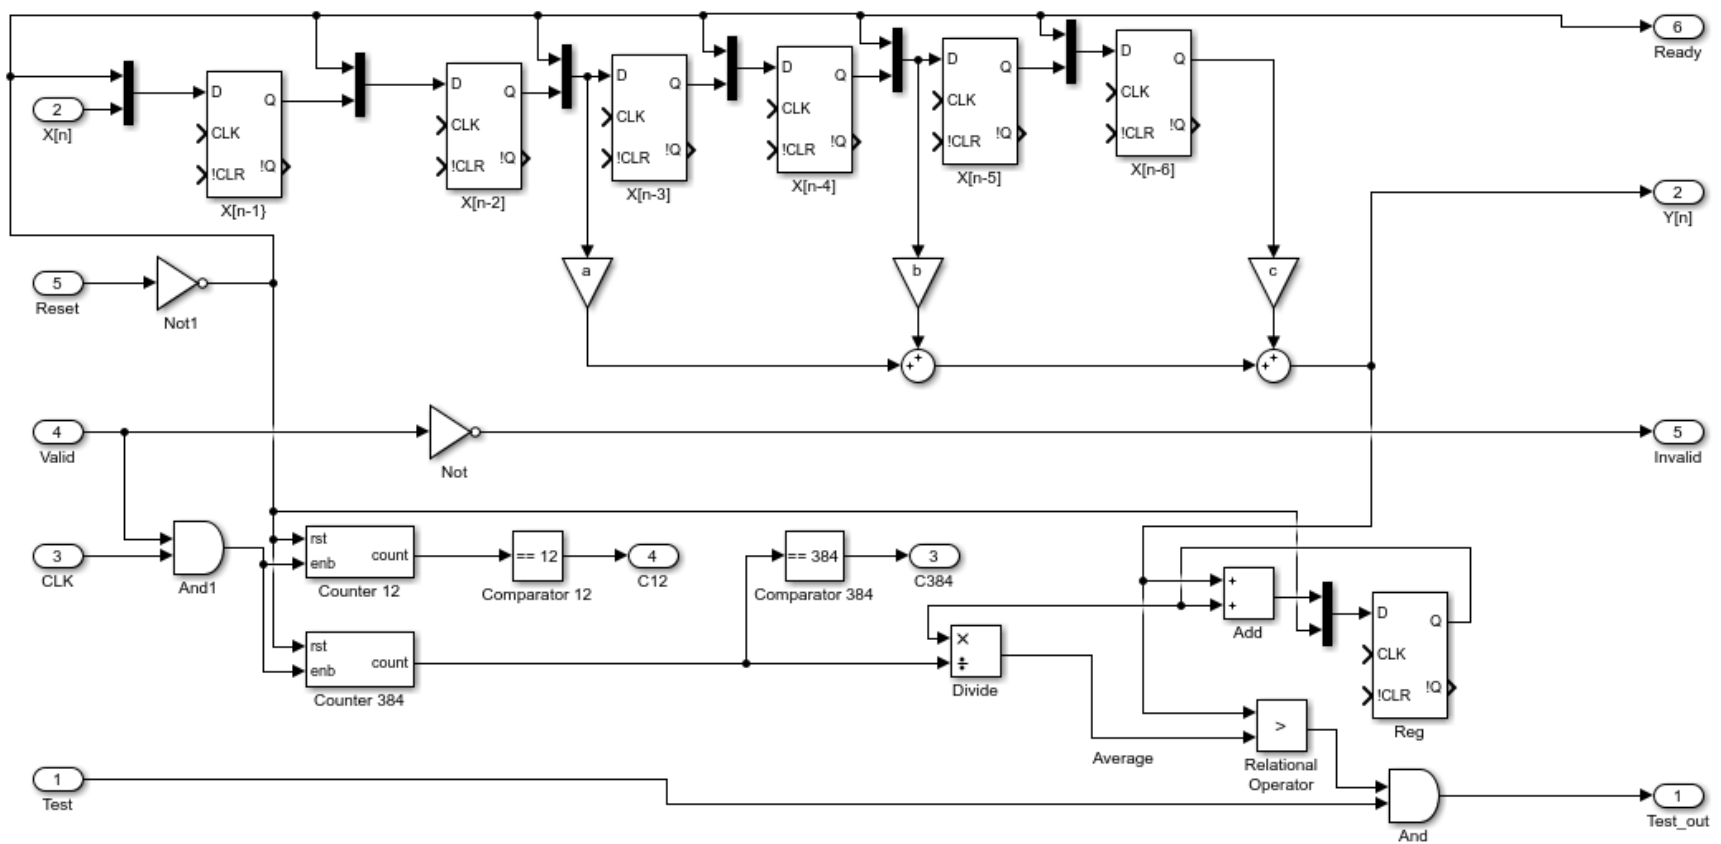 6
Ready
2
X[n]
D
Q
CLK
!CLR
!Q
X[n-1}
D
Q
CLK
!CLR
!Q
X[n-2]
D
Q
CLK
!CLR
!Q
X[n-3]
D
Q
CLK
!CLR
!Q
X[n-4]
D
Q
CLK
!CLR
!Q
X[n-5]
D
Q
CLK
!CLR
!Q
X[n-6]
2
Y[n]
5
Reset
Not1
a
b
c
+
+
+
+
4
Valid
Not
5
Invalid
3
CLK
And1
rst
enb
count
Counter 12
== 12
Comparator 12
4
C12
== 384
Comparator 384
3
C384
rst
enb
count
Counter 384
×
÷
Divide
+
+
Add
D
Q
CLK
!CLR
!Q
Reg
Average
>
Relational
Operator
1
Test
And
1
Test_out